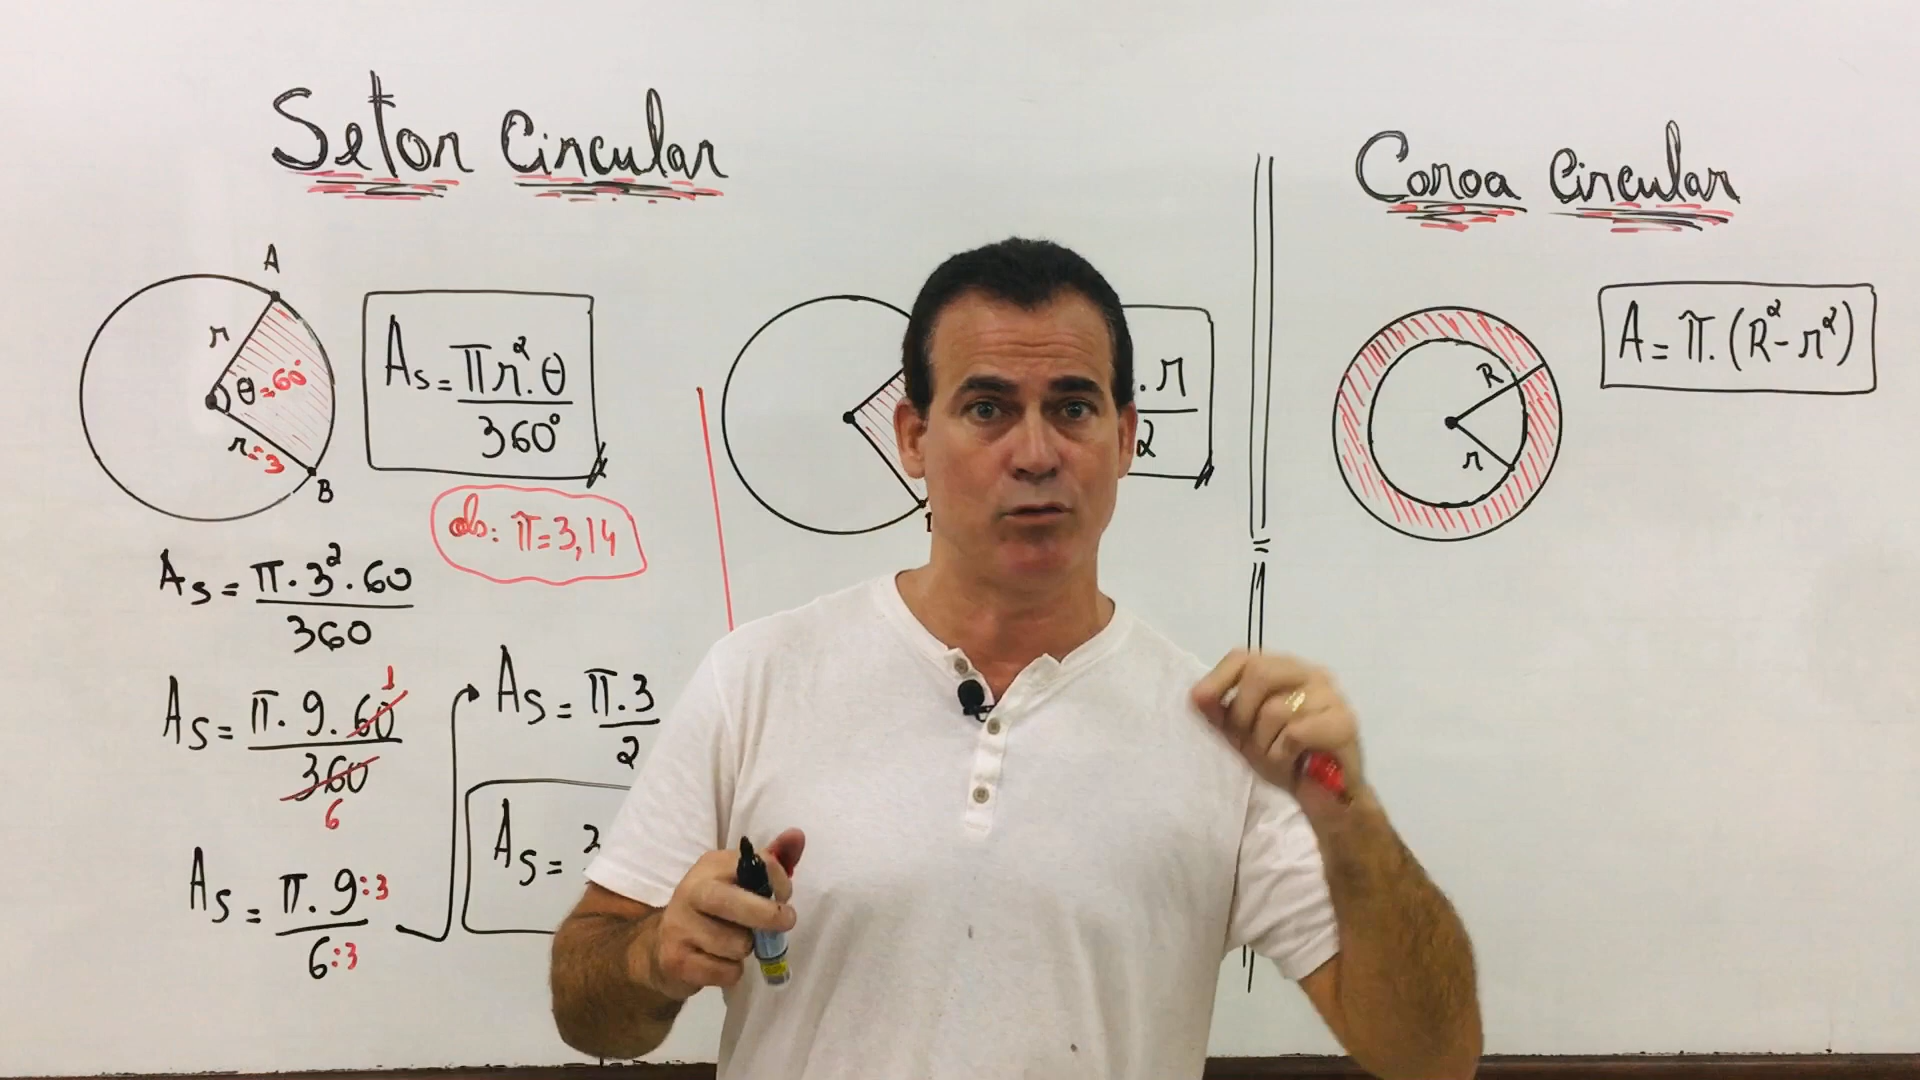 Setor Circular
A
r
θ=60°
r=3
B
As = πr².θ / 360°
obs: π=3,14
As = π.3².60 / 360
As = π.9.60 / 360
1
6
As = π.9:3 / 6:3
As = π.3 / 2
As =
. r / 2
Coroa Circular
R
r
A = π.(R²-r²)